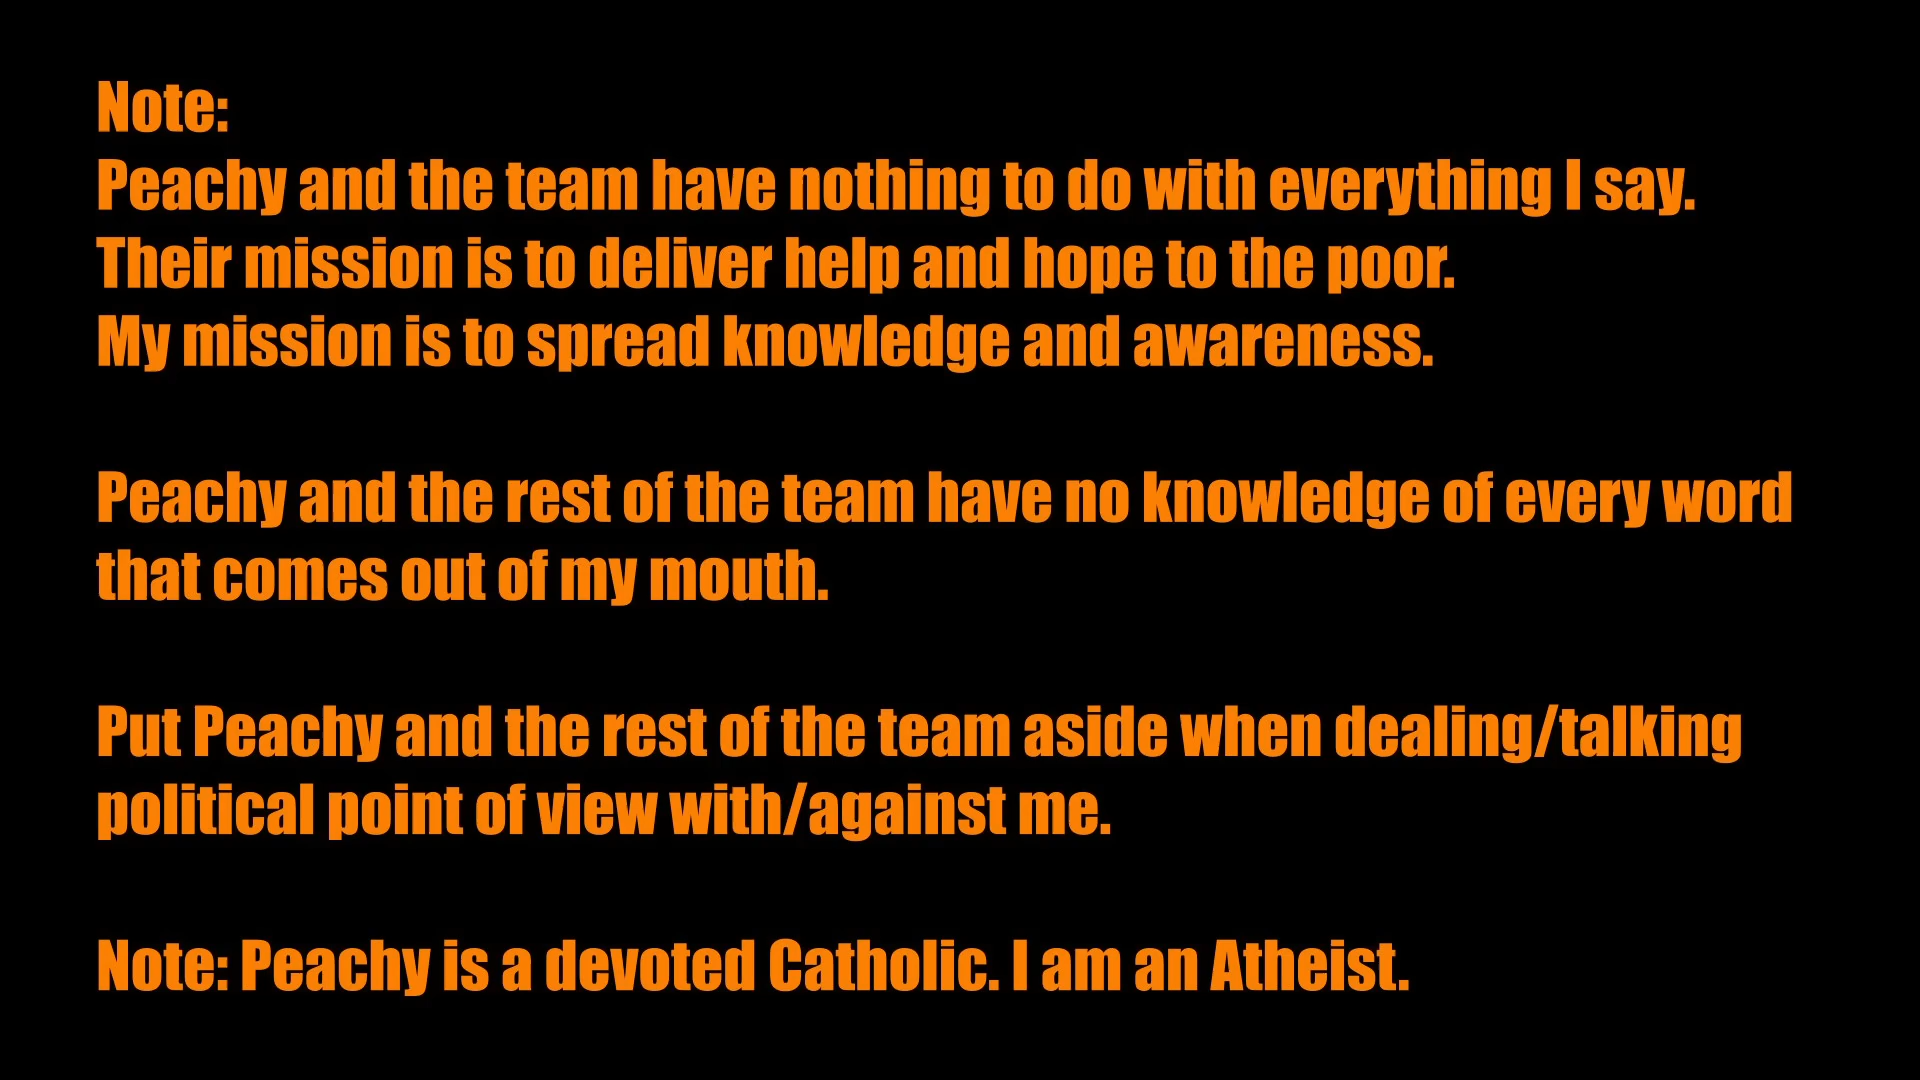 Note:
Peachy and the team have nothing to do with everything I say.
Their mission is to deliver help and hope to the poor.
My mission is to spread knowledge and awareness.
Peachy and the rest of the team have no knowledge of every word
that comes out of my mouth.
Put Peachy and the rest of the team aside when dealing/talking
political point of view with/against me.
Note: Peachy is a devoted Catholic. I am an Atheist.